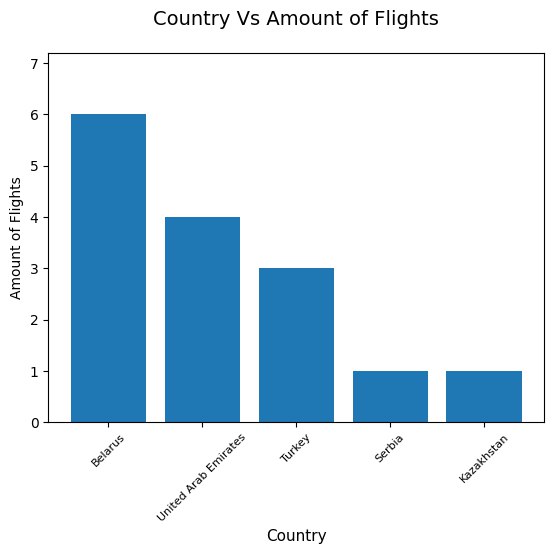 Country Vs Amount of Flights
7
6
5
4
3
2
1
0
Amount of Flights
Belarus
United Arab Emirates
Turkey
Serbia
Kazakhstan
Country